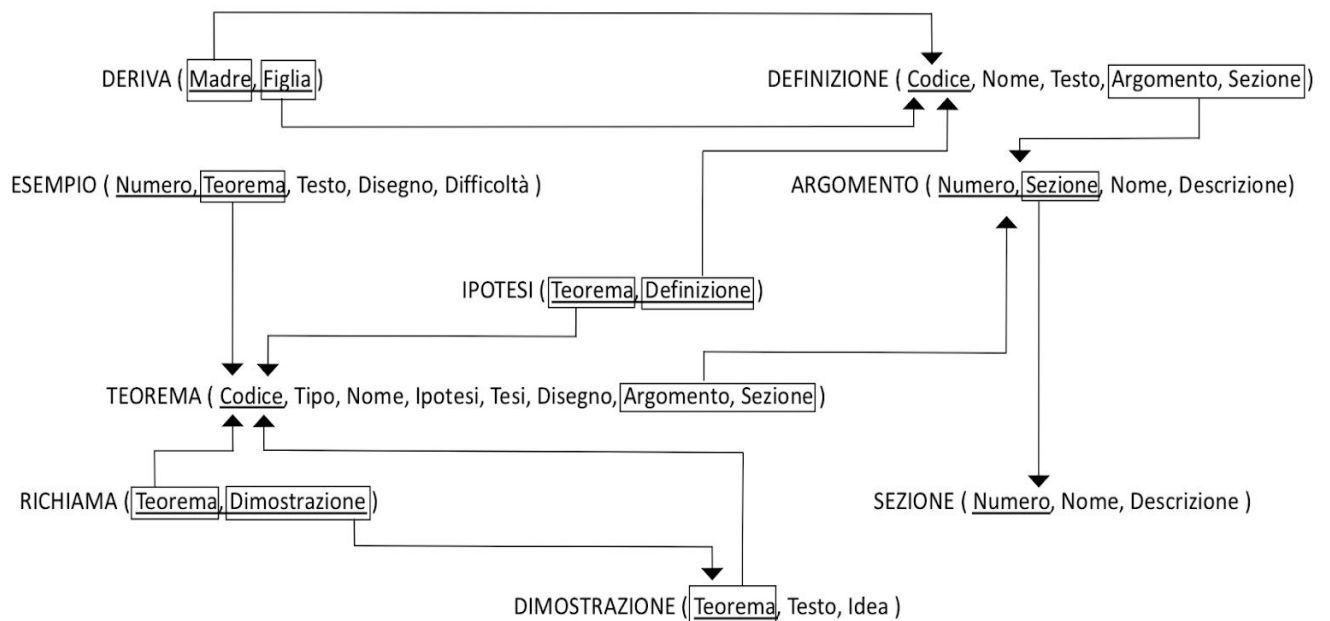 DERIVA ( Madre, Figlia )
DEFINIZIONE ( Codice, Nome, Testo, Argomento, Sezione )
ESEMPIO ( Numero, Teorema, Testo, Disegno, Difficoltà )
ARGOMENTO ( Numero, Sezione, Nome, Descrizione)
IPOTESI ( Teorema, Definizione )
TEOREMA ( Codice, Tipo, Nome, Ipotesi, Tesi, Disegno, Argomento, Sezione )
RICHIAMA ( Teorema, Dimostrazione )
SEZIONE ( Numero, Nome, Descrizione )
DIMOSTRAZIONE ( Teorema, Testo, Idea )